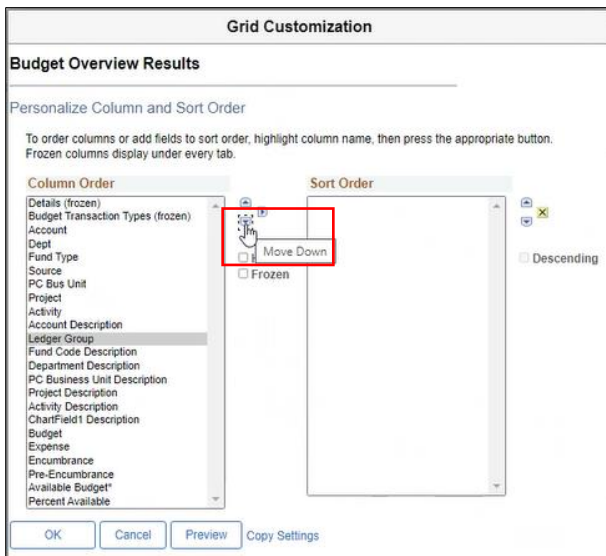 Grid Customization
Budget Overview Results
Personalize Column and Sort Order
To order columns or add fields to sort order, highlight column name, then press the appropriate button.
Frozen columns display under every tab.
Column Order
Sort Order
Details (frozen)
Budget Transaction Types (frozen)
Account
Dept
Fund Type
Source
PC Bus Unit
Project
Activity
Account Description
Ledger Group
Fund Code Description
Department Description
PC Business Unit Description
Project Description
Activity Description
ChartField1 Description
Budget
Expense
Encumbrance
Pre-Encumbrance
Available Budget*
Percent Available
Move Down
Frozen
Descending
OK
Cancel
Preview
Copy Settings